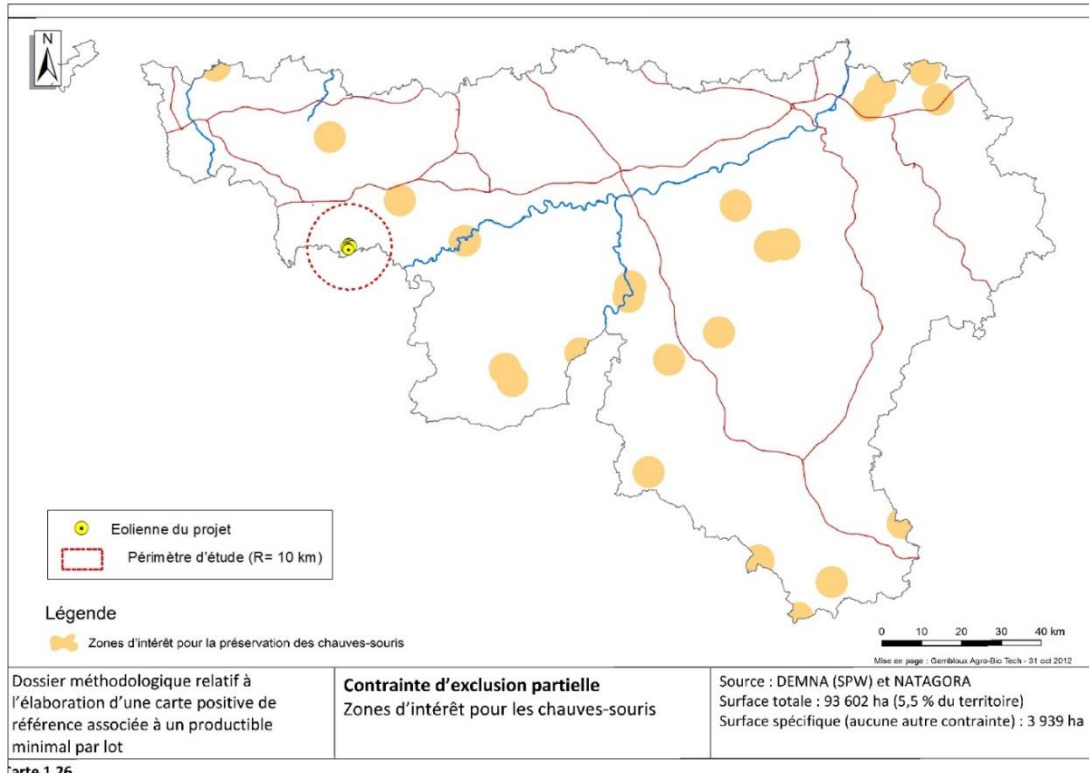 N
Eolienne du projet
Périmètre d'étude (R= 10 km)
Légende
Zones d'intérêt pour la préservation des chauves-souris
0 10 20 30 40 km
Mise en page : Gembloux Agro-Bio Tech - 31 oct 2012
Dossier méthodologique relatif à
l'élaboration d'une carte positive de
référence associée à un productible
minimal par lot
Contrainte d'exclusion partielle
Zones d'intérêt pour les chauves-souris
Source : DEMNA (SPW) et NATAGORA
Surface totale : 93 602 ha (5,5 % du territoire)
Surface spécifique (aucune autre contrainte) : 3 939 ha
Carte 1.26